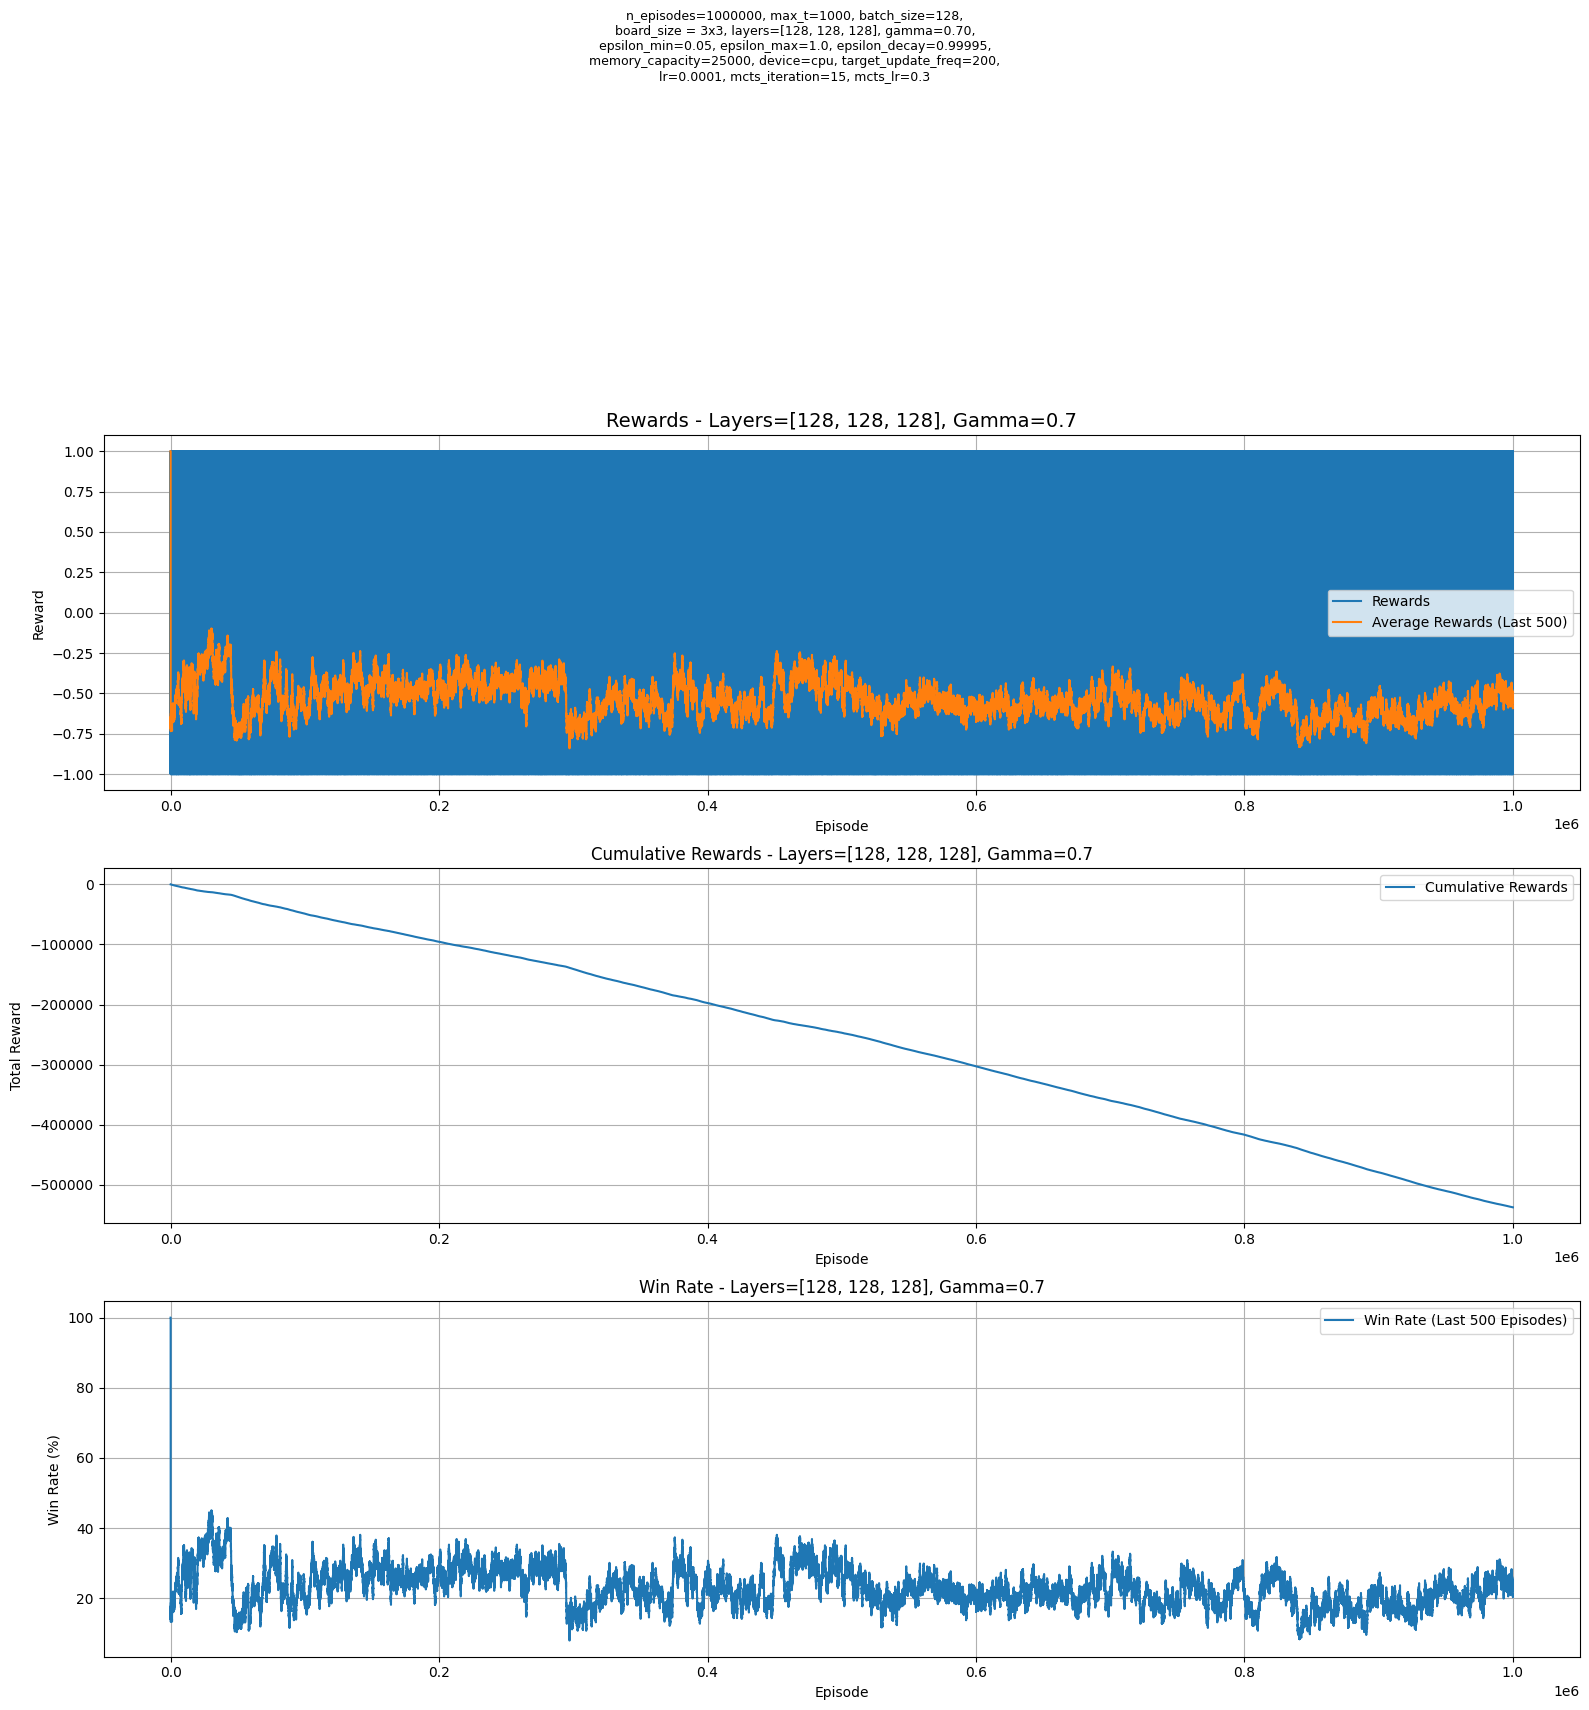 n_episodes=1000000, max_t=1000, batch_size=128,
board_size = 3x3, layers=[128, 128, 128], gamma=0.70,
epsilon_min=0.05, epsilon_max=1.0, epsilon_decay=0.99995,
memory_capacity=25000, device=cpu, target_update_freq=200,
lr=0.0001, mcts_iteration=15, mcts_lr=0.3
Rewards - Layers=[128, 128, 128], Gamma=0.7
1.00
0.75
0.50
0.25
0.00
−0.25
−0.50
−0.75
−1.00
Reward
Rewards
Average Rewards (Last 500)
0.0 0.2 0.4 0.6 0.8 1.0
1e6
Episode
Cumulative Rewards - Layers=[128, 128, 128], Gamma=0.7
0
−100000
−200000
−300000
−400000
−500000
Total Reward
Cumulative Rewards
0.0 0.2 0.4 0.6 0.8 1.0
1e6
Episode
Win Rate - Layers=[128, 128, 128], Gamma=0.7
100
80
60
40
20
Win Rate (%)
Win Rate (Last 500 Episodes)
0.0 0.2 0.4 0.6 0.8 1.0
1e6
Episode